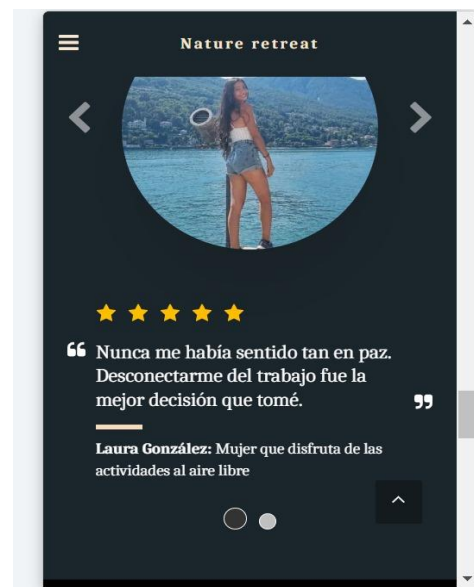 Nature retreat
Nunca me había sentido tan en paz.
Desconectarme del trabajo fue la
mejor decisión que tomé.
Laura González: Mujer que disfruta de las
actividades al aire libre